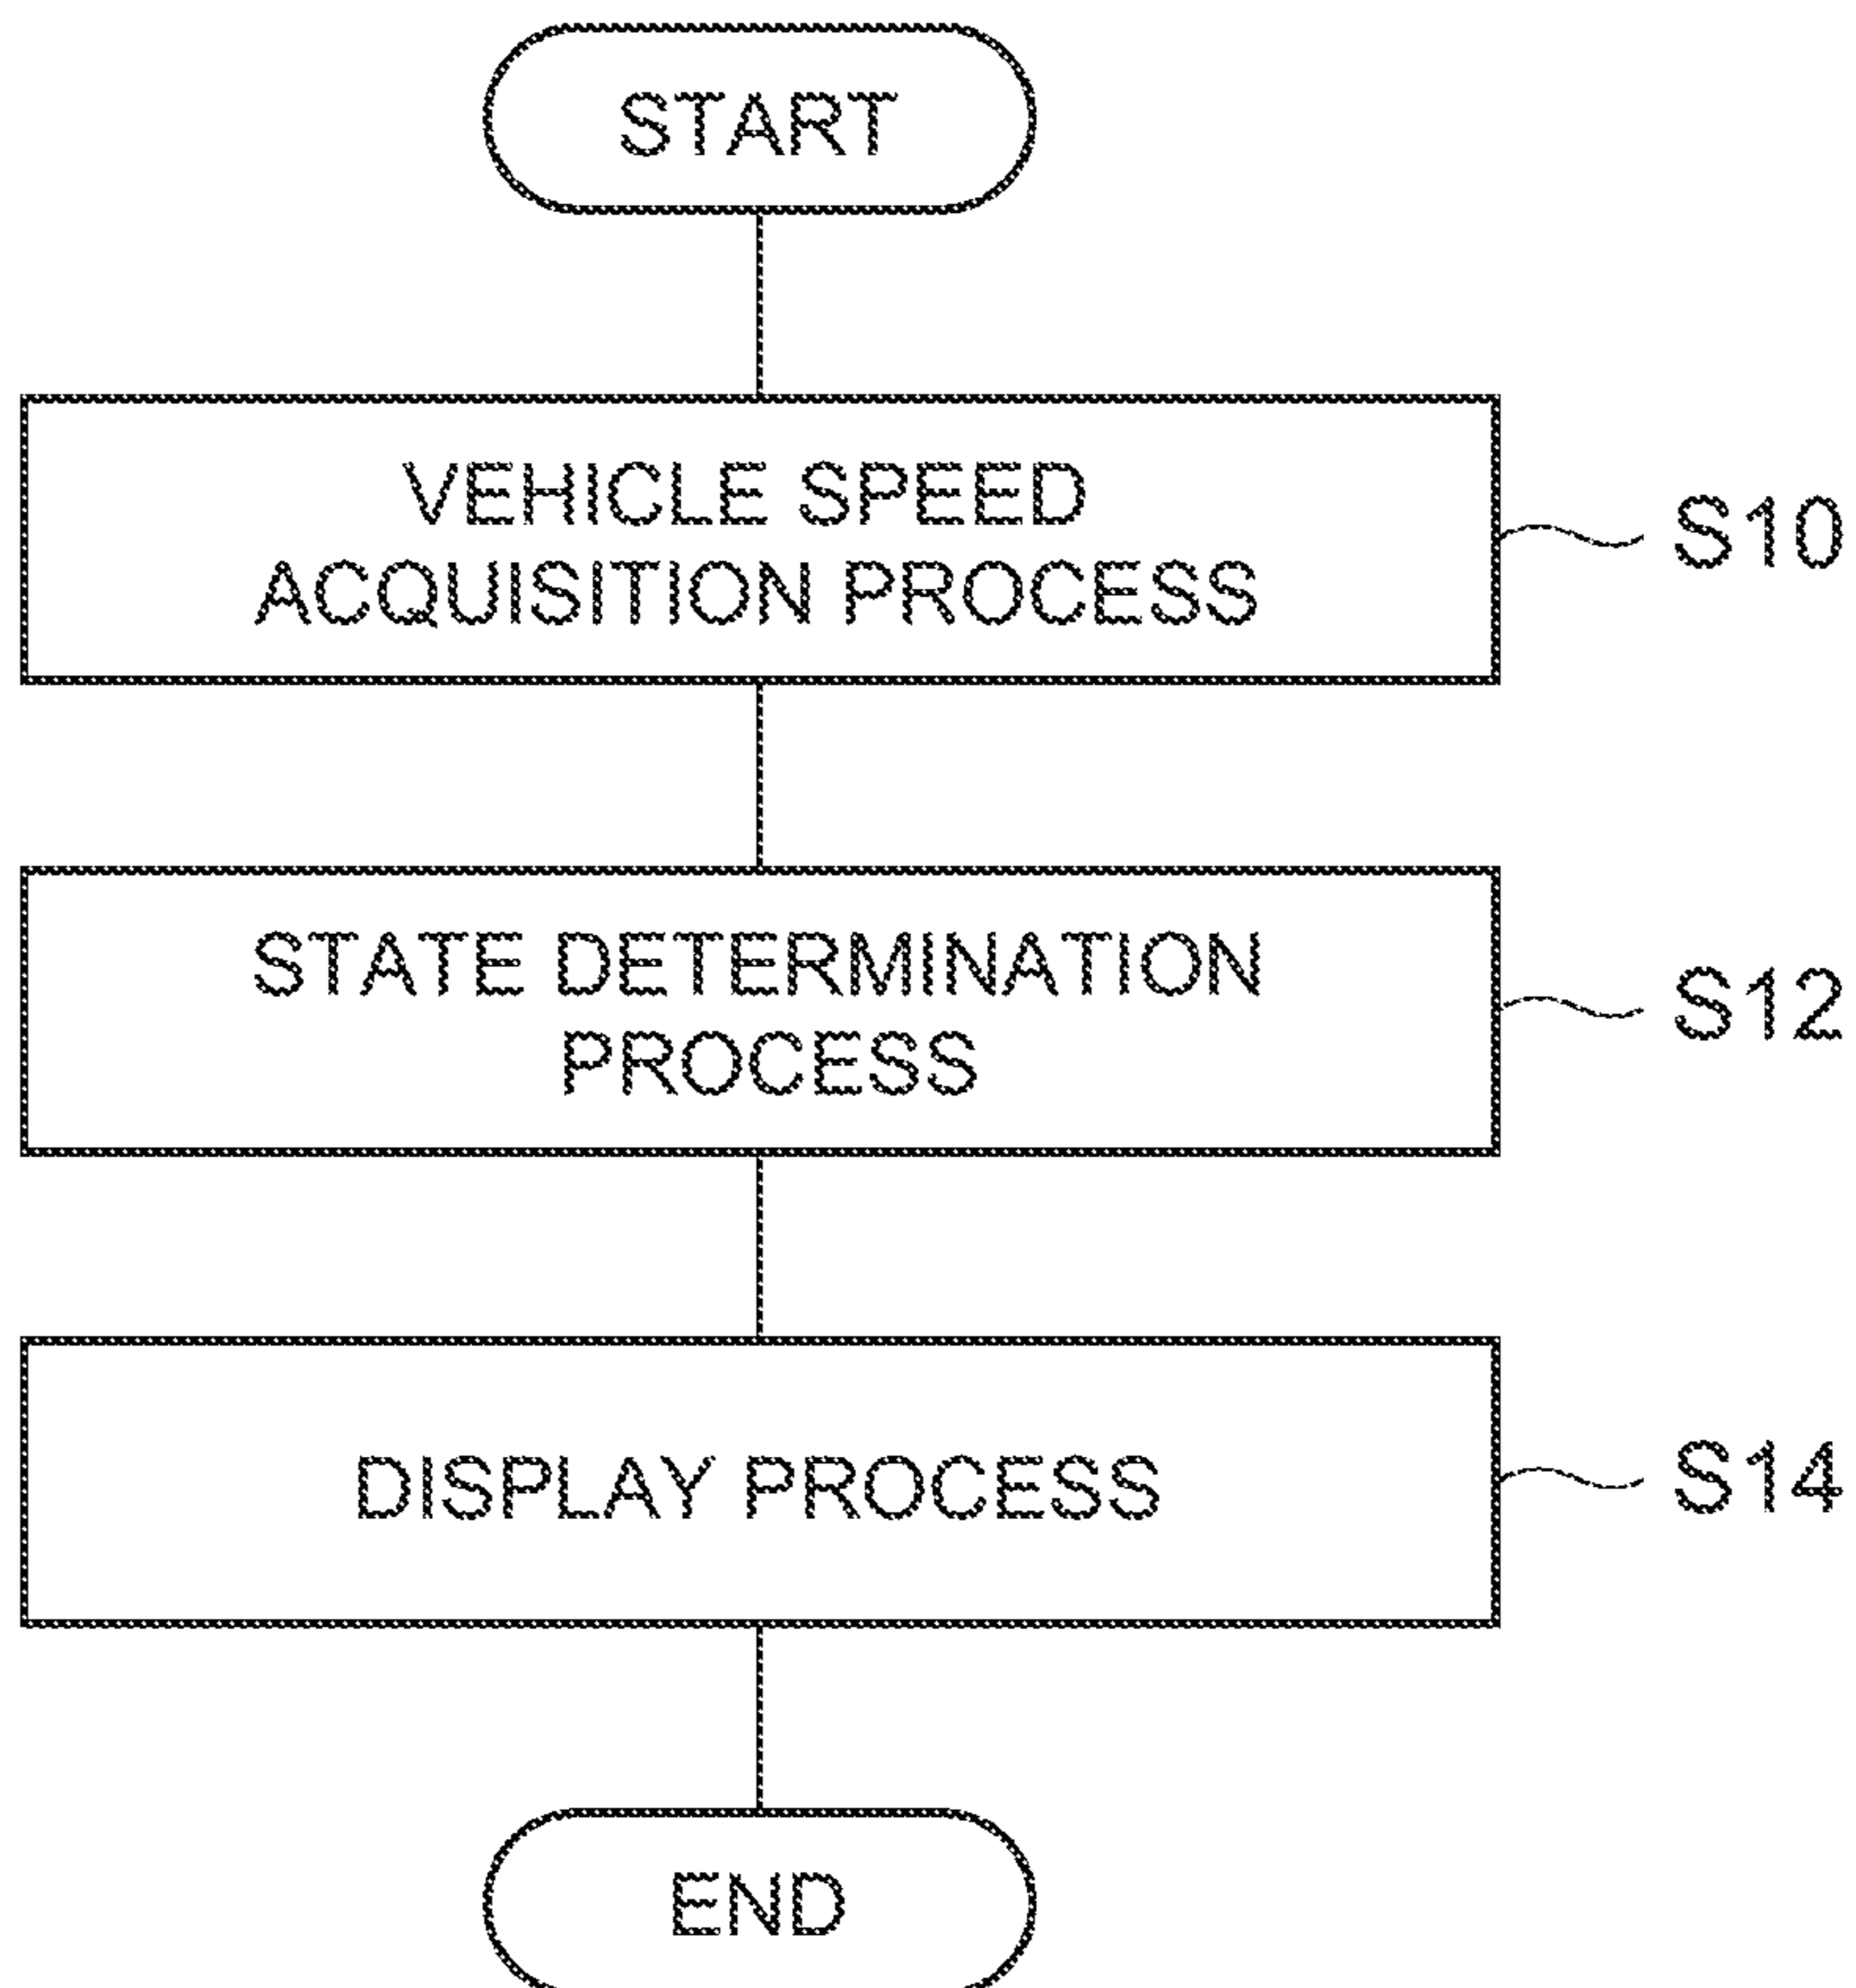 START
VEHICLE SPEED
ACQUISITION PROCESS
S10
STATE DETERMINATION
PROCESS
S12
DISPLAY PROCESS
S14
END